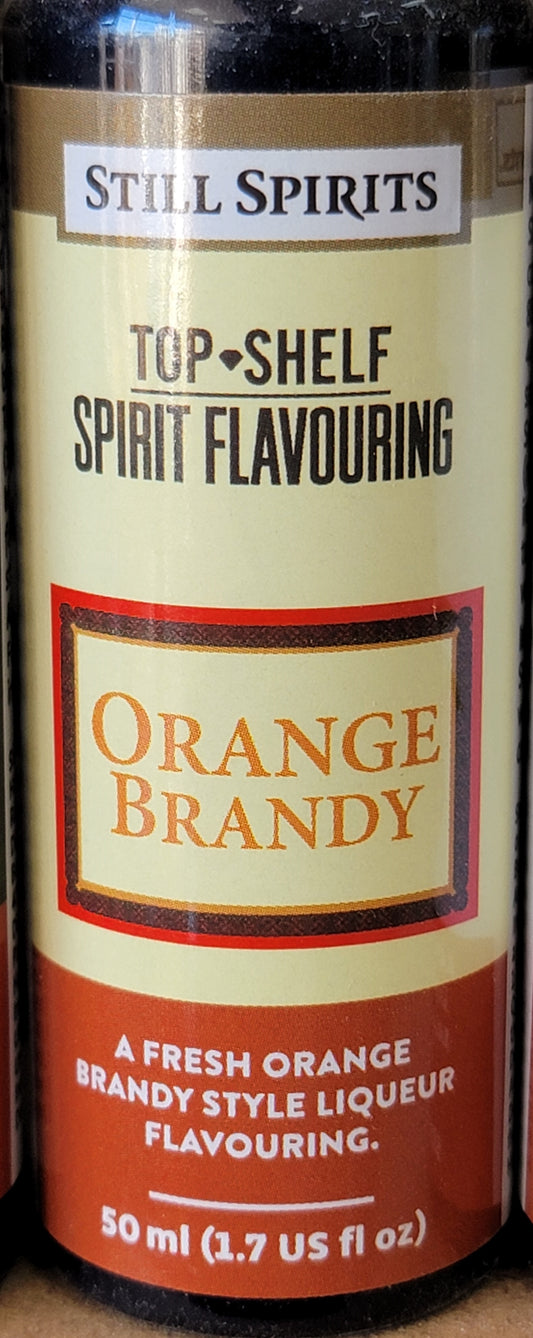 STILL SPIRITS
TOP◆SHELF
SPIRIT FLAVOURING
ORANGE
BRANDY
A FRESH ORANGE
BRANDY STYLE LIQUEUR
FLAVOURING.
50 ml (1.7 US fl oz)